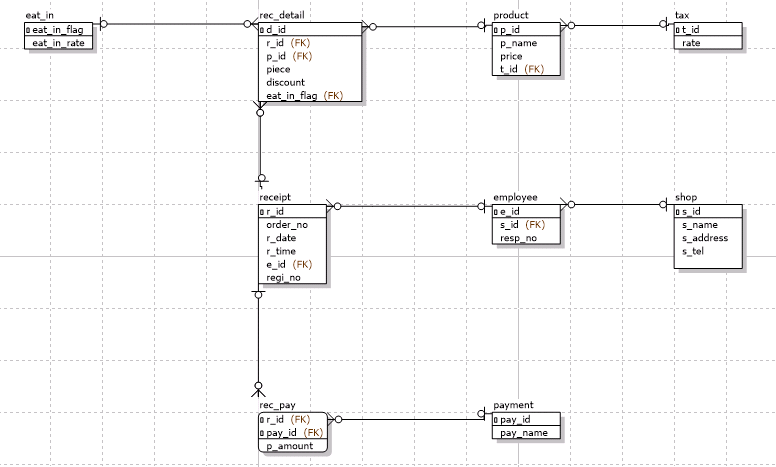 eat_in
eat_in_flag
eat_in_rate
rec_detail
d_id
r_id (FK)
p_id (FK)
piece
discount
eat_in_flag (FK)
product
p_id
p_name
price
t_id (FK)
tax
t_id
rate
receipt
r_id
order_no
r_date
r_time
e_id (FK)
regi_no
employee
e_id
s_id (FK)
resp_no
shop
s_id
s_name
s_address
s_tel
rec_pay
r_id (FK)
pay_id (FK)
p_amount
payment
pay_id
pay_name